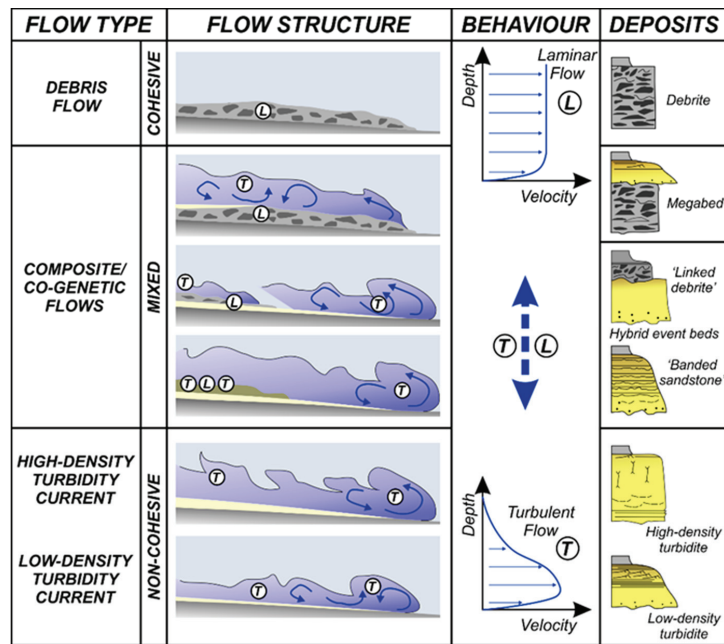 FLOW TYPE
FLOW STRUCTURE
BEHAVIOUR
DEPOSITS
DEBRIS
FLOW
COHESIVE
L
Depth
Laminar
Flow
L
Velocity
Debrite
COMPOSITE/
CO-GENETIC
FLOWS
MIXED
T
L
T
L
T
T L T
T
T L
Megabed
'Linked
debrite'
Hybrid event beds
'Banded
sandstone'
HIGH-DENSITY
TURBIDITY
CURRENT
LOW-DENSITY
TURBIDITY
CURRENT
NON-COHESIVE
T
T
T
T
Depth
Turbulent
Flow
T
Velocity
High-density
turbidite
Low-density
turbidite